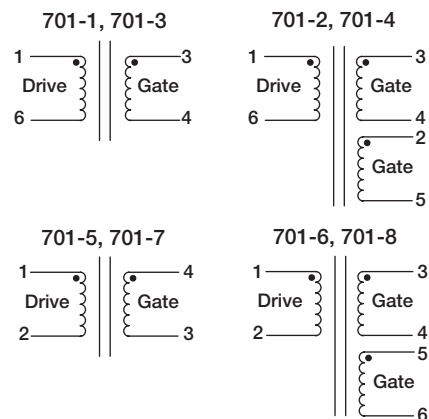 701-1, 701-3
1 3
Drive Gate
6 4
701-2, 701-4
1 3
Drive Gate
6 4
2
Gate
5
701-5, 701-7
1 4
Drive Gate
2 3
701-6, 701-8
1 3
Drive Gate
2 4
5
Gate
6